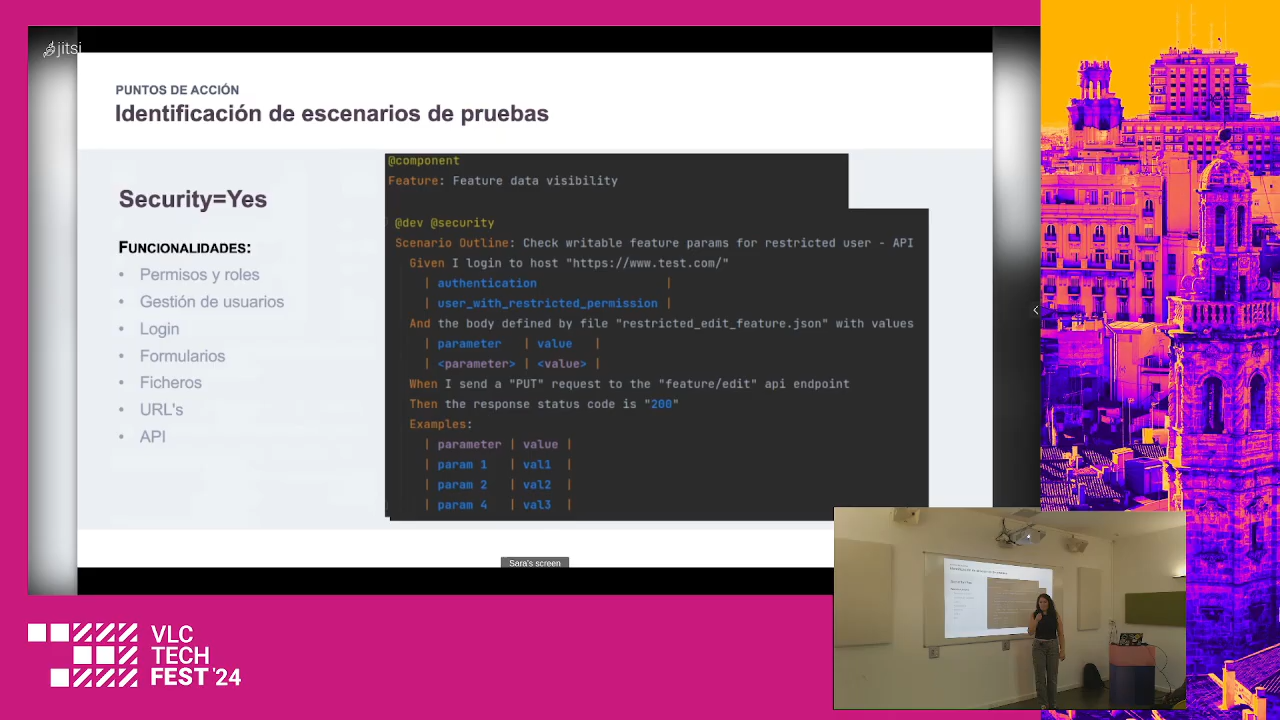 jitsi
PUNTOS DE ACCIÓN
Identificación de escenarios de pruebas
Security=Yes
FUNCIONALIDADES:
• Permisos y roles
• Gestión de usuarios
• Login
• Formularios
• Ficheros
• URL's
• API
@component
Feature: Feature data visibility
@dev @security
Scenario Outline: Check writable feature params for restricted user - API
Given I login to host "https://www.test.com/"
| authentication |
| user_with_restricted_permission |
And the body defined by file "restricted_edit_feature.json" with values
| parameter | value |
| <parameter> | <value> |
When I send a "PUT" request to the "feature/edit" api endpoint
Then the response status code is "200"
Examples:
| parameter | value |
| param 1 | val1 |
| param 2 | val2 |
| param 4 | val3 |
Sara's screen
VLC
TECH
FEST '24